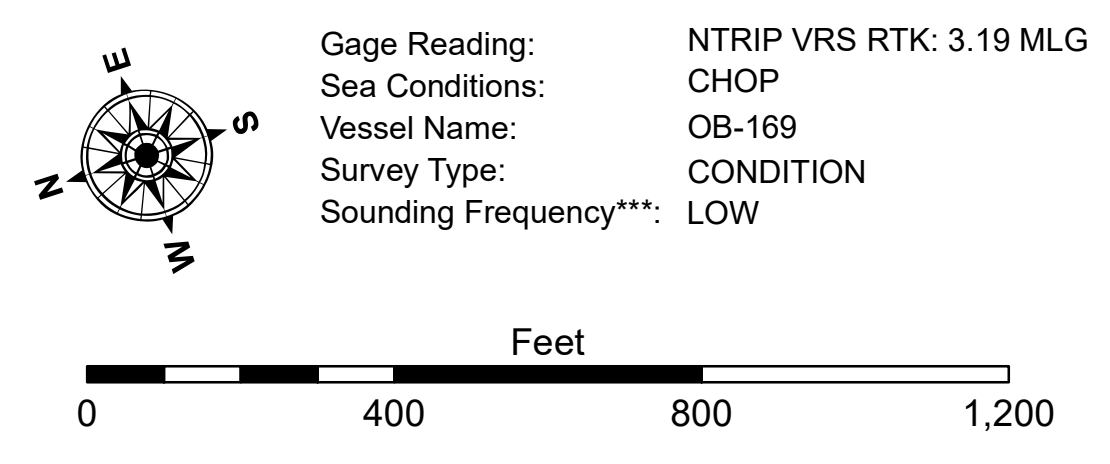 E
S
N
W
Gage Reading: NTRIP VRS RTK: 3.19 MLG
Sea Conditions: CHOP
Vessel Name: OB-169
Survey Type: CONDITION
Sounding Frequency***: LOW
Feet
0 400 800 1,200